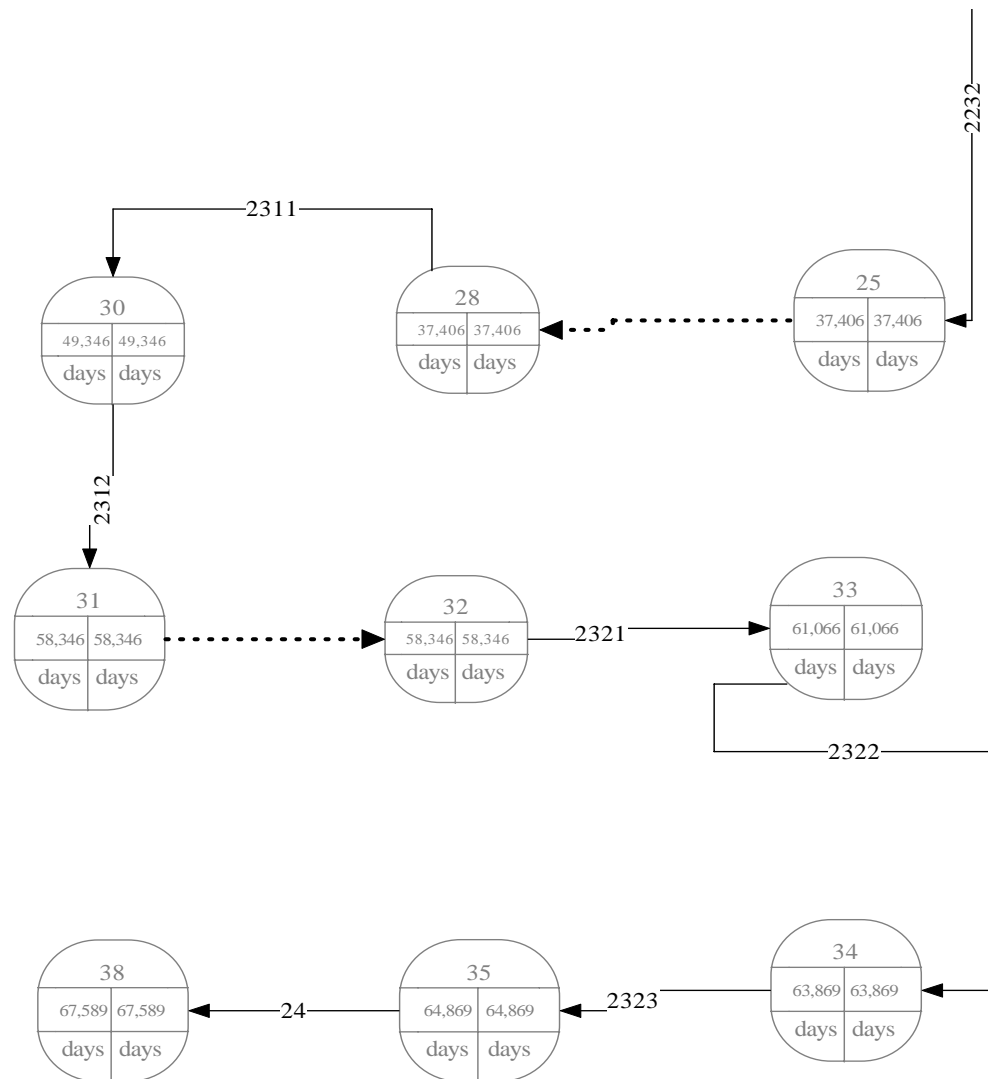 2232
2311
30
49,346 49,346
days days
28
37,406 37,406
days days
25
37,406 37,406
days days
2312
31
58,346 58,346
days days
32
58,346 58,346
days days
2321
33
61,066 61,066
days days
2322
38
67,589 67,589
days days
24
35
64,869 64,869
days days
2323
34
63,869 63,869
days days